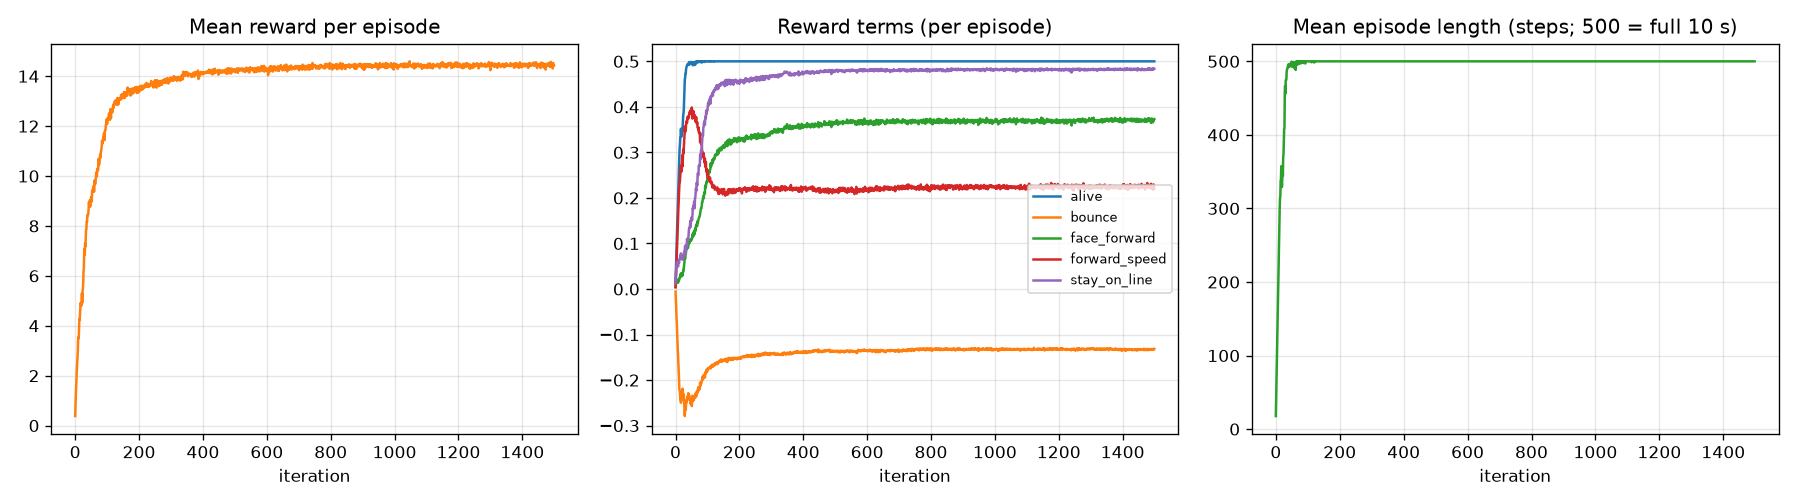 Mean reward per episode
14
12
10
8
6
4
2
0
0 200 400 600 800 1000 1200 1400
iteration
Reward terms (per episode)
0.5
0.4
0.3
0.2
0.1
0.0
−0.1
−0.2
−0.3
alive
bounce
face_forward
forward_speed
stay_on_line
0 200 400 600 800 1000 1200 1400
iteration
Mean episode length (steps; 500 = full 10 s)
500
400
300
200
100
0
0 200 400 600 800 1000 1200 1400
iteration